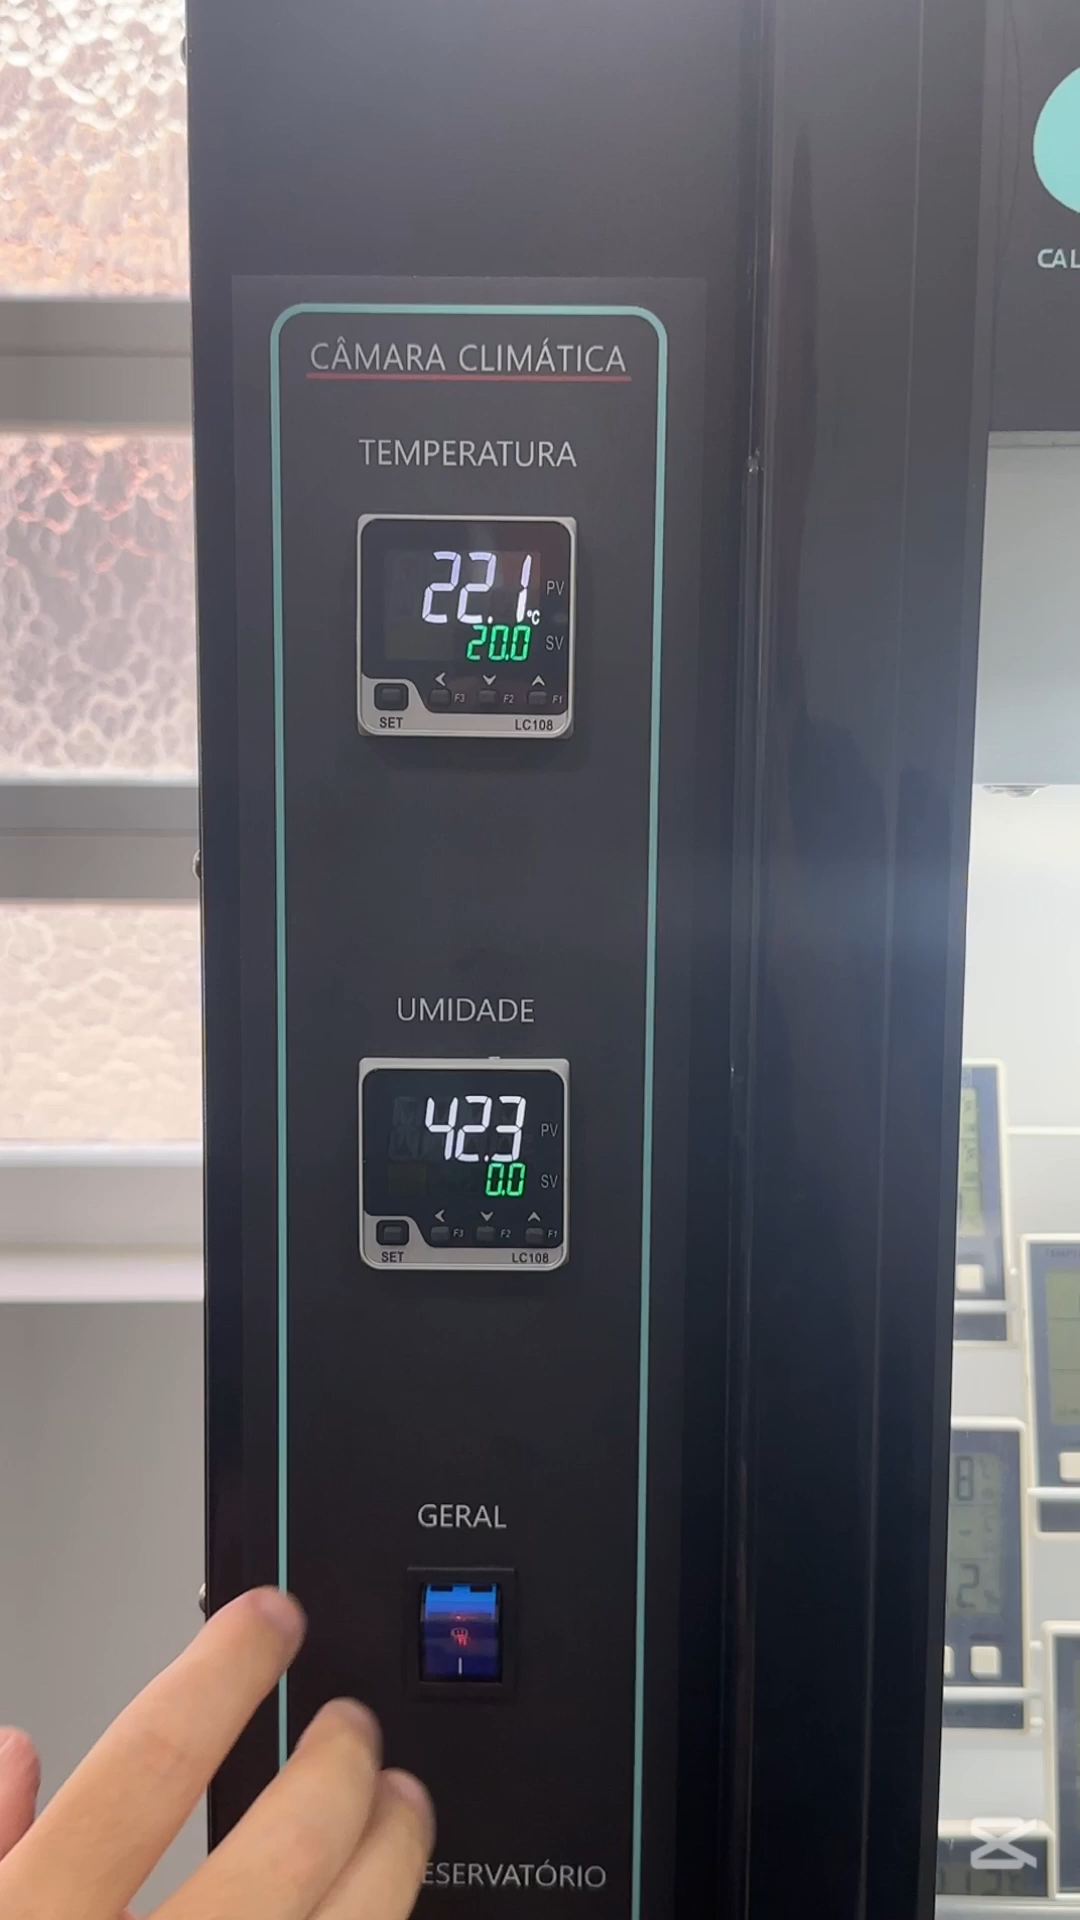 CÂMARA CLIMÁTICA
TEMPERATURA
22.1 °C PV
20.0 SV
F3 F2 F1
SET LC108
UMIDADE
42.3 PV
0.0 SV
F3 F2 F1
SET LC108
GERAL
ESERVATÓRIO
CAL